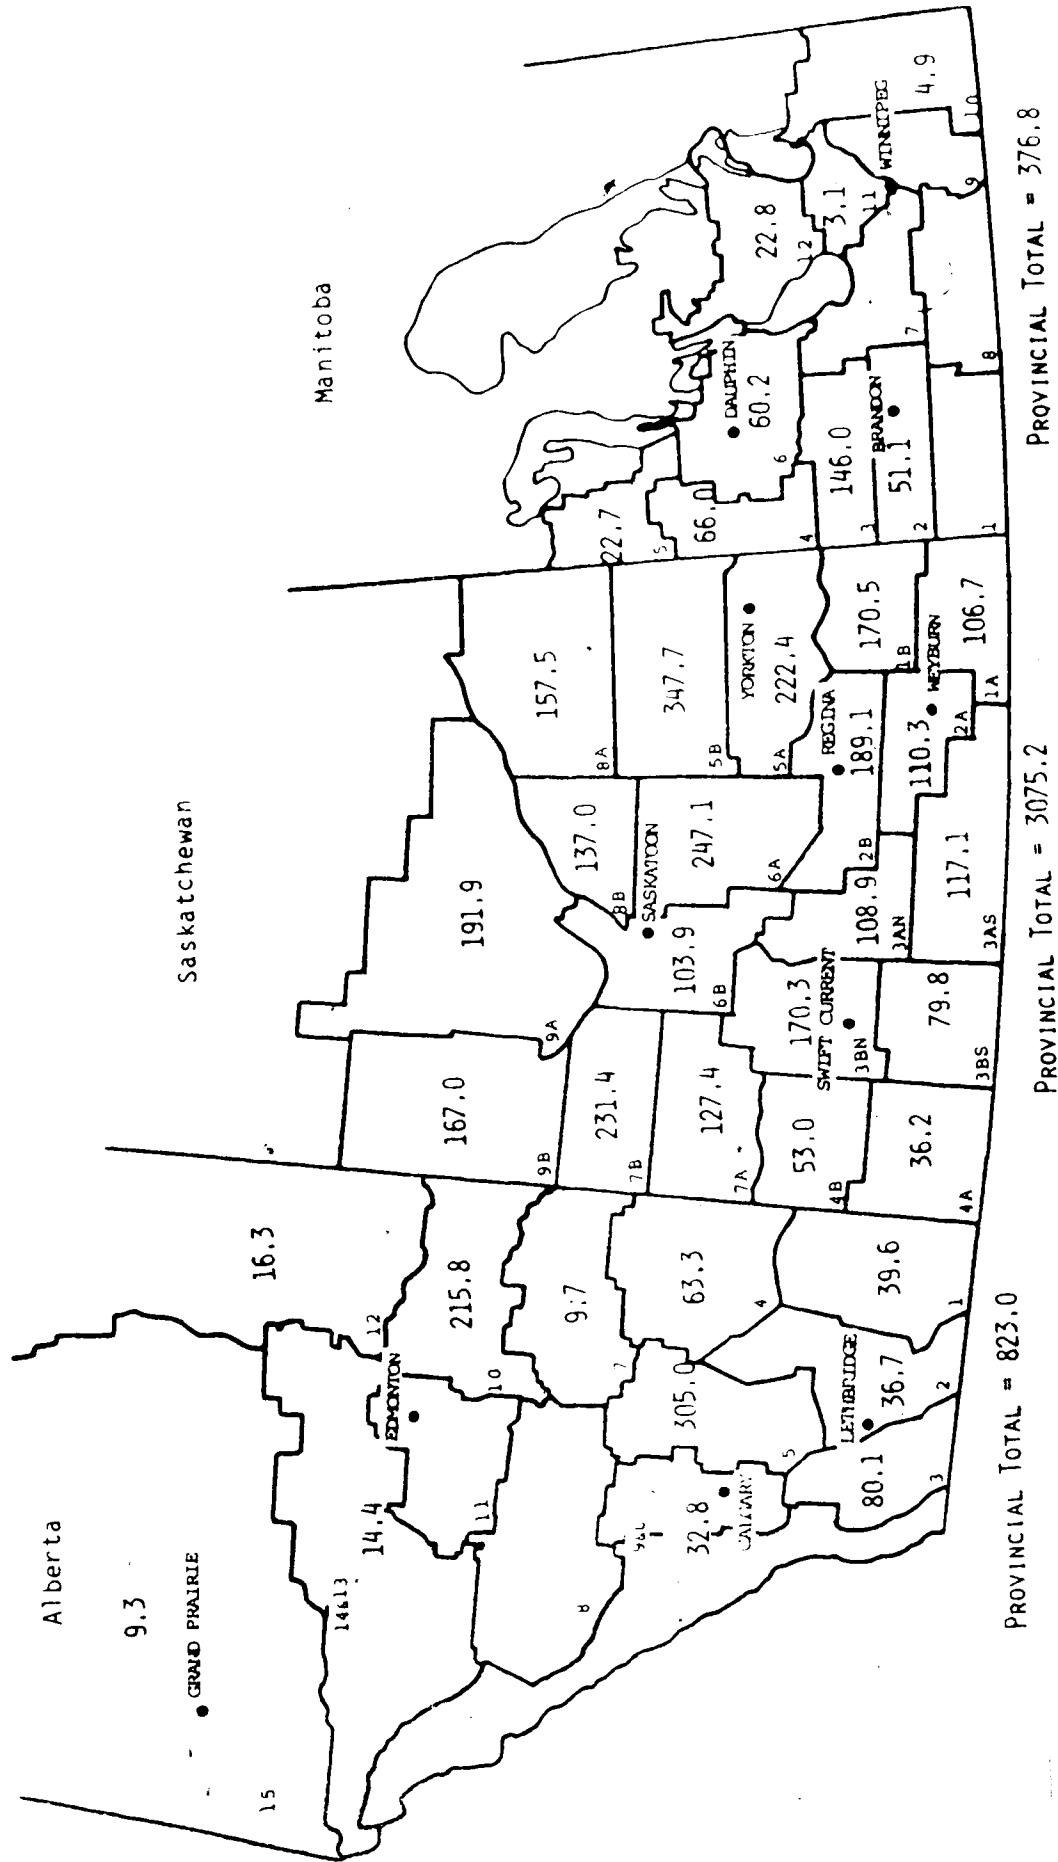 Alberta
Saskatchewan
Manitoba
9.3
GRAND PRAIRIE
15
16.3
12
14.4
14&13
EDMONTON
215.8
10
11
8
9:7
7
63.3
4
305.0
5
32.8
CALGARY
39.6
1
LETHBRIDGE
36.7
2
80.1
3
PROVINCIAL TOTAL = 823.0
167.0
9B
191.9
9A
231.4
7B
127.4
7A
53.0
4B
36.2
4A
157.5
8A
137.0
8B
SASKATOON
347.7
5B
247.1
6A
103.9
6B
YORKTON
222.4
5A
170.3
SWIFT CURRENT
3BN
79.8
3BS
108.9
3AN
117.1
3AS
REGINA
189.1
2B
110.3
WEYBURN
2A
170.5
1B
106.7
1A
PROVINCIAL TOTAL = 3075.2
22.7
5
66.0
4
DAUPHIN
60.2
6
22.8
12
3.1
11
WINNIPEG
4.9
10
9
146.0
3
BRANDON
51.1
2
7
8
1
PROVINCIAL TOTAL = 376.8